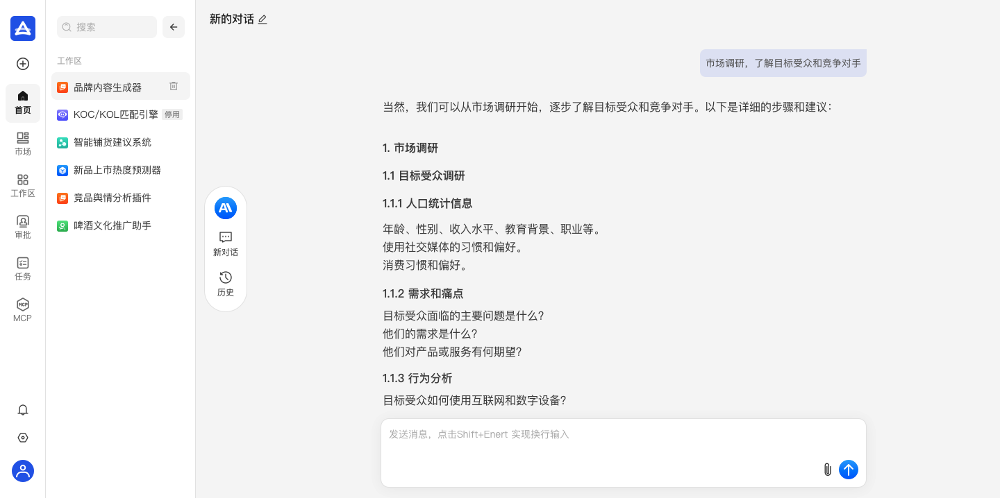 首页
市场
工作区
审批
任务
MCP
搜索
工作区
品牌内容生成器
KOC/KOL匹配引擎 停用
智能铺货建议系统
新品上市热度预测器
竞品舆情分析插件
啤酒文化推广助手
新的对话
新对话
历史
市场调研，了解目标受众和竞争对手
当然，我们可以从市场调研开始，逐步了解目标受众和竞争对手。以下是详细的步骤和建议：
1. 市场调研
1.1 目标受众调研
1.1.1 人口统计信息
年龄、性别、收入水平、教育背景、职业等。
使用社交媒体的习惯和偏好。
消费习惯和偏好。
1.1.2 需求和痛点
目标受众面临的主要问题是什么？
他们的需求是什么？
他们对产品或服务有何期望？
1.1.3 行为分析
目标受众如何使用互联网和数字设备？
发送消息，点击Shift+Enert 实现换行输入